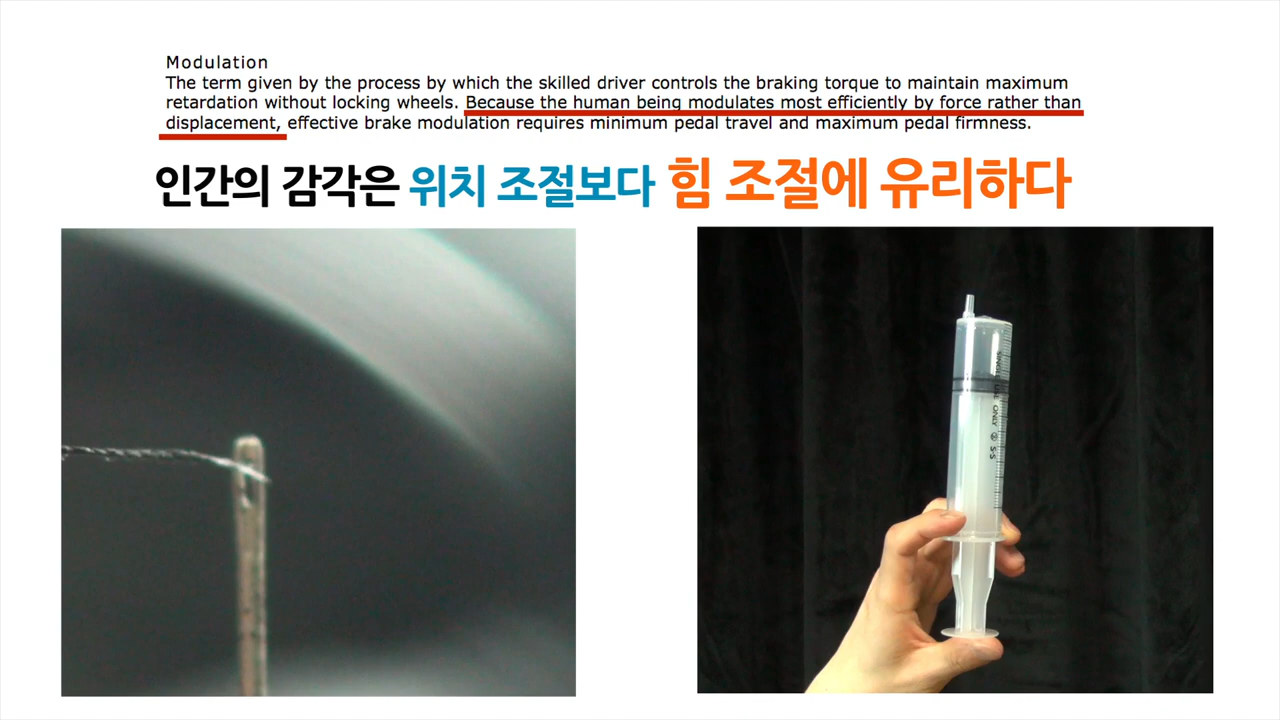 Modulation
The term given by the process by which the skilled driver controls the braking torque to maintain maximum
retardation without locking wheels. Because the human being modulates most efficiently by force rather than
displacement, effective brake modulation requires minimum pedal travel and maximum pedal firmness.
인간의 감각은 위치 조절보다 힘 조절에 유리하다
USE ONLY